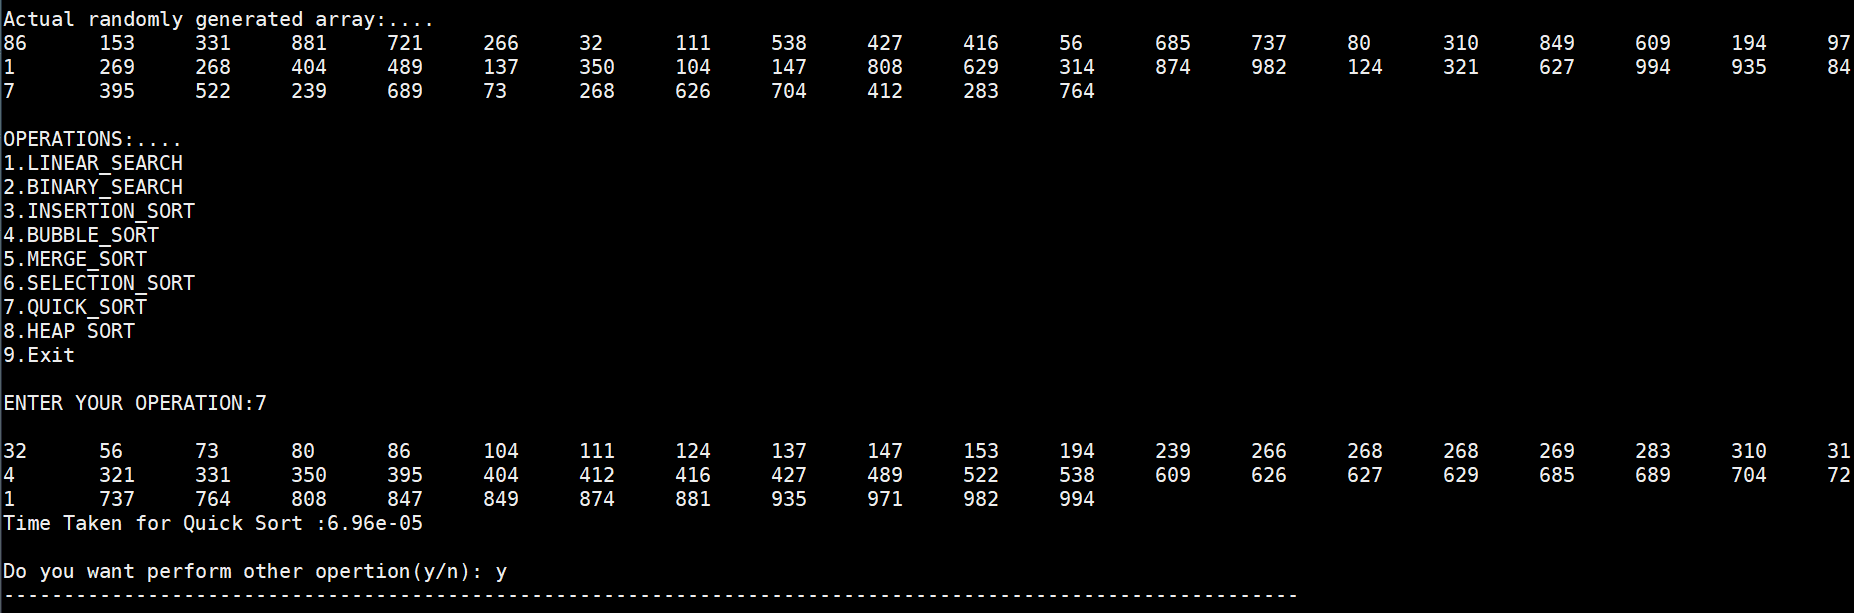 Actual randomly generated array:....
86 153 331 881 721 266 32 111 538 427 416 56 685 737 80 310 849 609 194 97
1 269 268 404 489 137 350 104 147 808 629 314 874 982 124 321 627 994 935 84
7 395 522 239 689 73 268 626 704 412 283 764
OPERATIONS:....
1.LINEAR_SEARCH
2.BINARY_SEARCH
3.INSERTION_SORT
4.BUBBLE_SORT
5.MERGE_SORT
6.SELECTION_SORT
7.QUICK_SORT
8.HEAP SORT
9.Exit
ENTER YOUR OPERATION:7
32 56 73 80 86 104 111 124 137 147 153 194 239 266 268 268 269 283 310 31
4 321 331 350 395 404 412 416 427 489 522 538 609 626 627 629 685 689 704 72
1 737 764 808 847 849 874 881 935 971 982 994
Time Taken for Quick Sort :6.96e-05
Do you want perform other opertion(y/n): y
------------------------------------------------------------------------------------------------------------